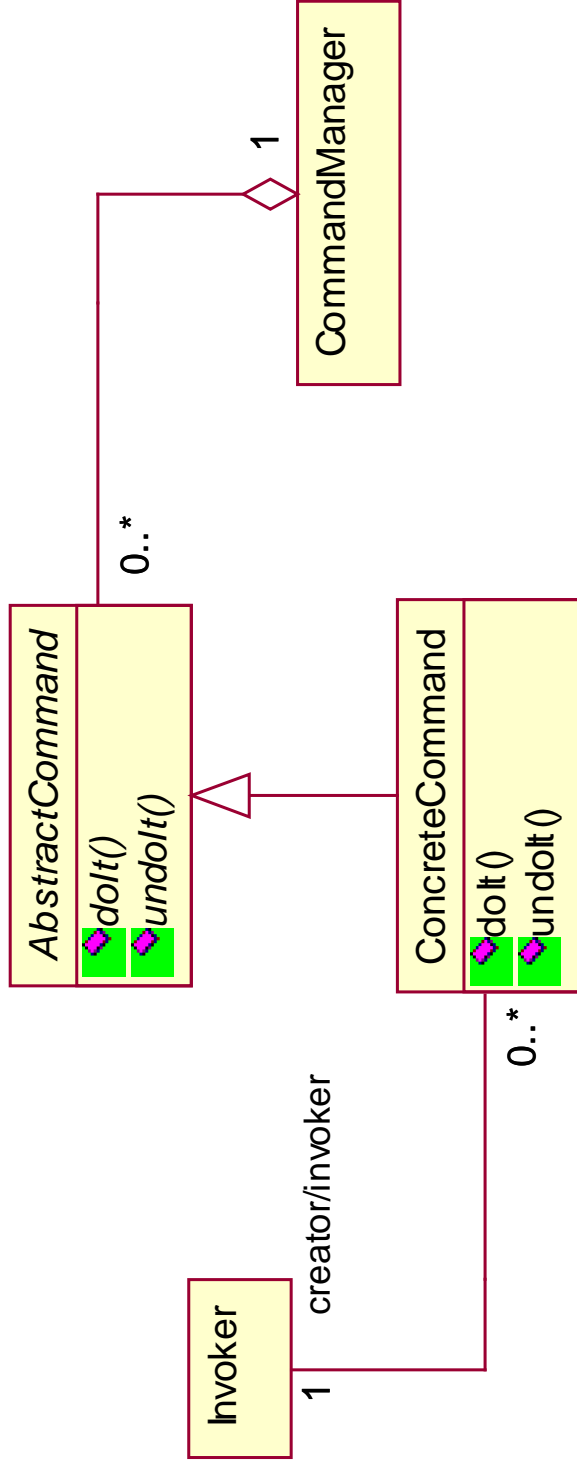 AbstractCommand
doIt()
undoIt()
0..*
1
CommandManager
Invoker
1
creator/invoker
0..*
ConcreteCommand
doIt()
undoIt()